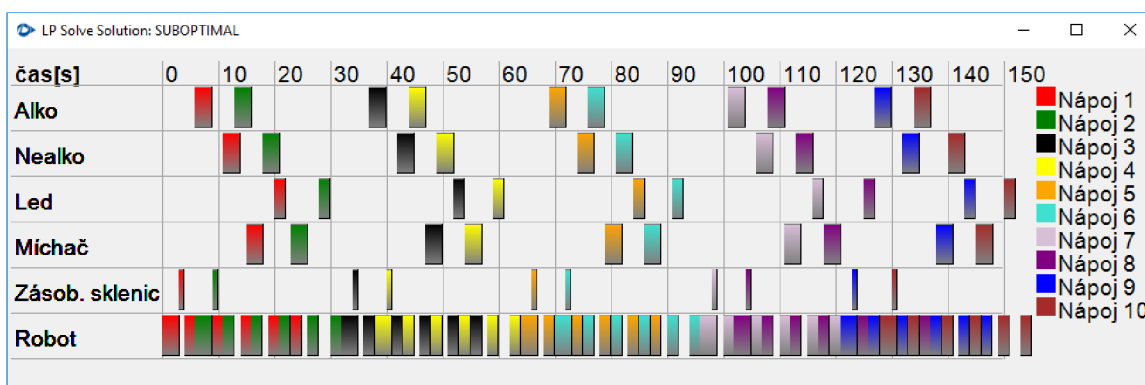 LP Solve Solution: SUBOPTIMAL
čas[s] 0 10 20 30 40 50 60 70 80 90 100 110 120 130 140 150
Alko
Nealko
Led
Míchač
Zásob. sklenic
Robot
Nápoj 1
Nápoj 2
Nápoj 3
Nápoj 4
Nápoj 5
Nápoj 6
Nápoj 7
Nápoj 8
Nápoj 9
Nápoj 10